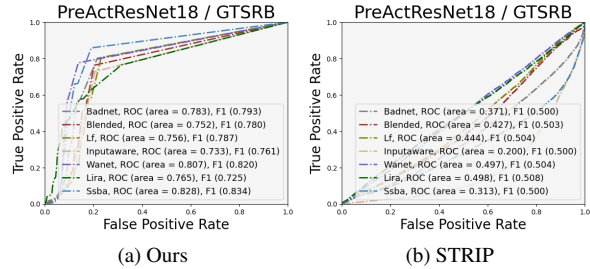 PreActResNet18 / GTSRB
True Positive Rate
1.0
0.8
0.6
0.4
0.2
0.0
Badnet, ROC (area = 0.783), F1 (0.793)
Blended, ROC (area = 0.752), F1 (0.780)
Lf, ROC (area = 0.756), F1 (0.787)
Inputaware, ROC (area = 0.733), F1 (0.761)
Wanet, ROC (area = 0.807), F1 (0.820)
Lira, ROC (area = 0.765), F1 (0.725)
Ssba, ROC (area = 0.828), F1 (0.834)
0.0 0.2 0.4 0.6 0.8 1.0
False Positive Rate
(a) Ours
PreActResNet18 / GTSRB
True Positive Rate
1.0
0.8
0.6
0.4
0.2
0.0
Badnet, ROC (area = 0.371), F1 (0.500)
Blended, ROC (area = 0.427), F1 (0.503)
Lf, ROC (area = 0.444), F1 (0.504)
Inputaware, ROC (area = 0.200), F1 (0.500)
Wanet, ROC (area = 0.497), F1 (0.504)
Lira, ROC (area = 0.498), F1 (0.508)
Ssba, ROC (area = 0.313), F1 (0.500)
0.0 0.2 0.4 0.6 0.8 1.0
False Positive Rate
(b) STRIP